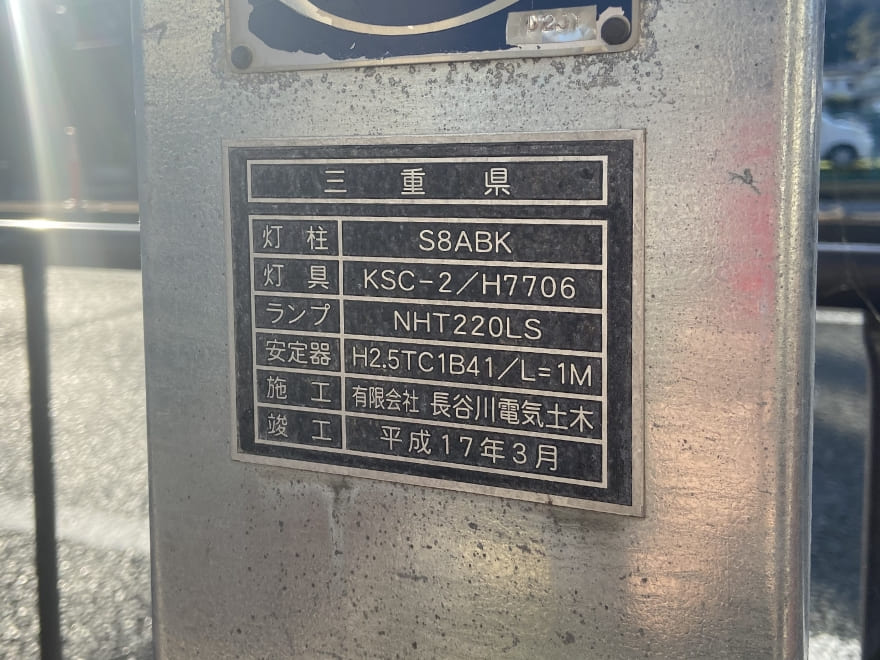 0231
三重県
灯柱 S8ABK
灯具 KSC-2/H7706
ランプ NHT220LS
安定器 H2.5TC1B41/L=1M
施工 有限会社 長谷川電気土木
竣工 平成17年3月